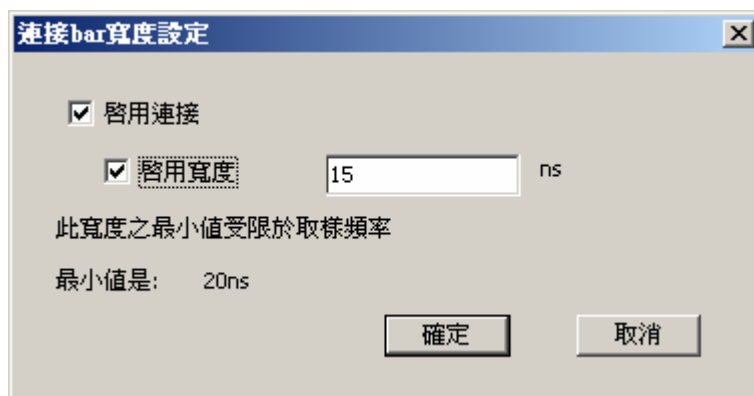 連接bar寬度設定
啓用連接
啓用寬度 15 ns
此寬度之最小值受限於取樣頻率
最小值是: 20ns
確定 取消